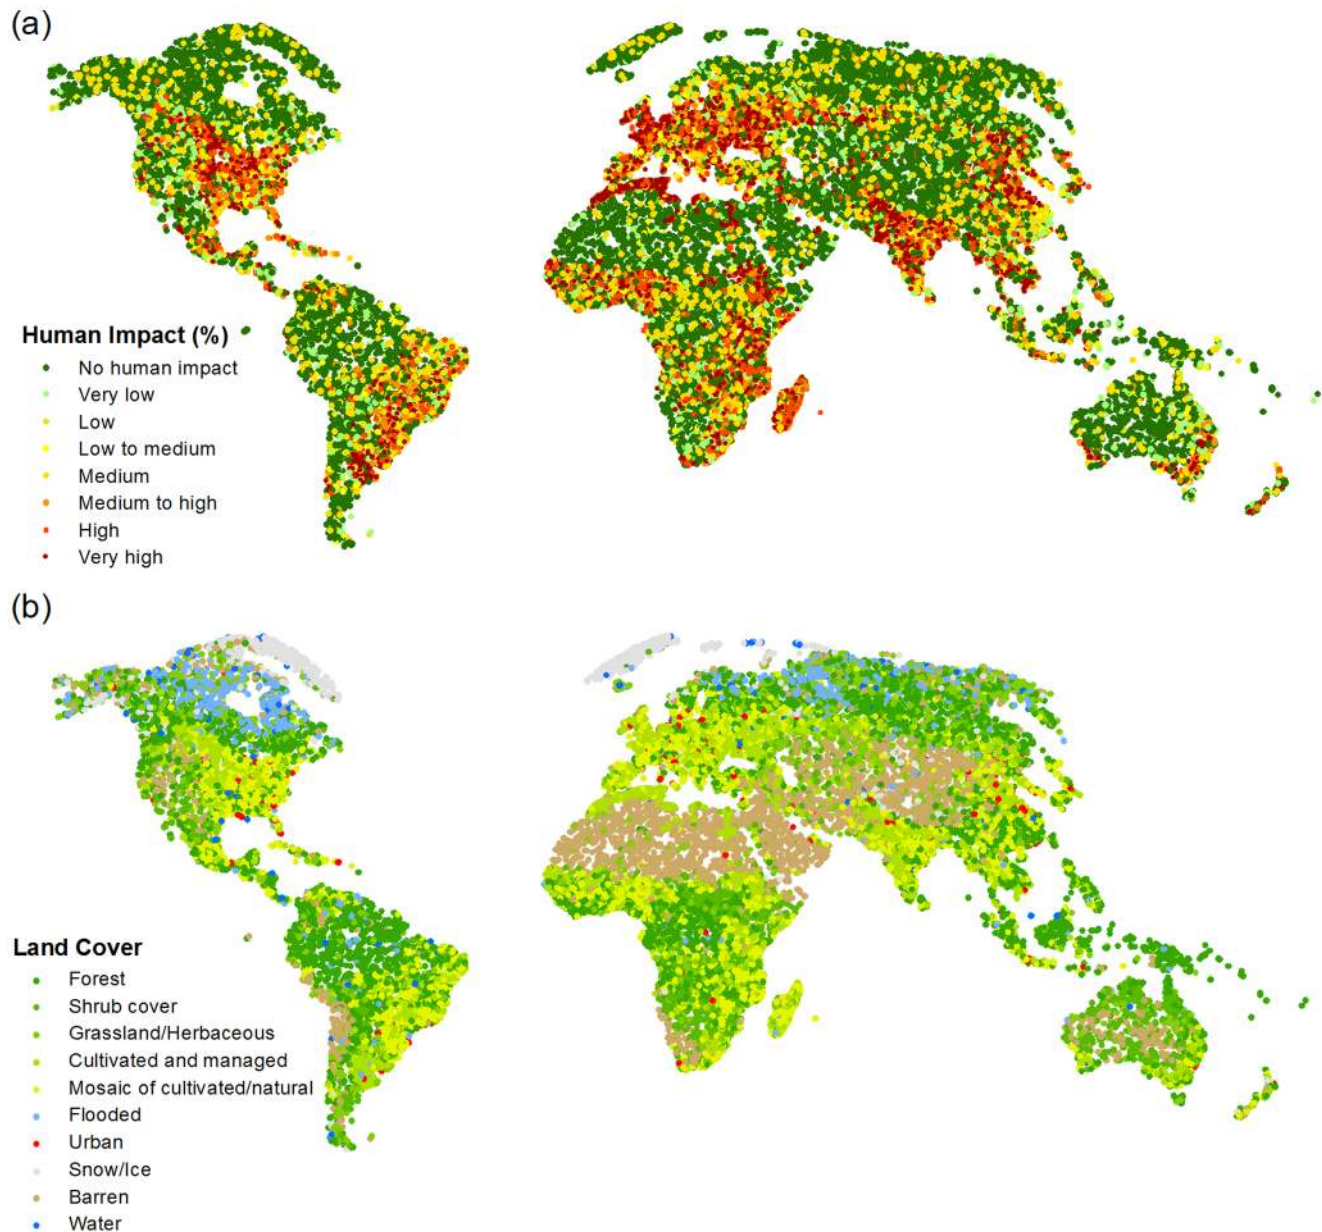 (a)
Human Impact (%)
No human impact
Very low
Low
Low to medium
Medium
Medium to high
High
Very high
(b)
Land Cover
Forest
Shrub cover
Grassland/Herbaceous
Cultivated and managed
Mosaic of cultivated/natural
Flooded
Urban
Snow/Ice
Barren
Water